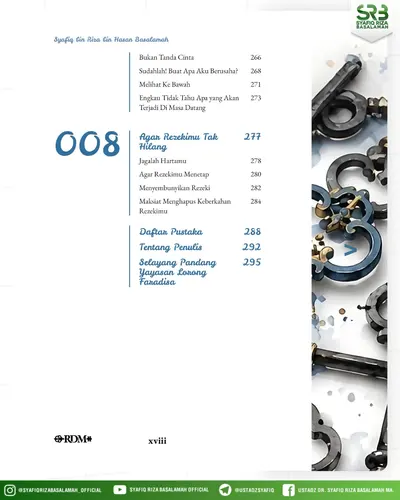 SRB
SYAFIQ RIZA
BASALAMAH
Syafiq bin Riza bin Hasan Basalamah
Bukan Tanda Cinta 266
Sudahlah! Buat Apa Aku Berusaha? 268
Melihat Ke Bawah 271
Engkau Tidak Tahu Apa yang Akan 273
Terjadi Di Masa Datang
008 Agar Rezekimu Tak 277
Hilang
Jagalah Hartamu 278
Agar Rezekimu Menetap 280
Menyembunyikan Rezeki 282
Maksiat Menghapus Keberkahan 284
Rezekimu
Daftar Pustaka 288
Tentang Penulis 292
Selayang Pandang 295
Yayasan Lorong
Faradisa
RDM
xviii
@SYAFIQRIZABASALAMAH_OFFICIAL SYAFIQ RIZA BASALAMAH OFFICIAL @USTADZSYAFIQ USTADZ DR. SYAFIQ RIZA BASALAMAH MA.